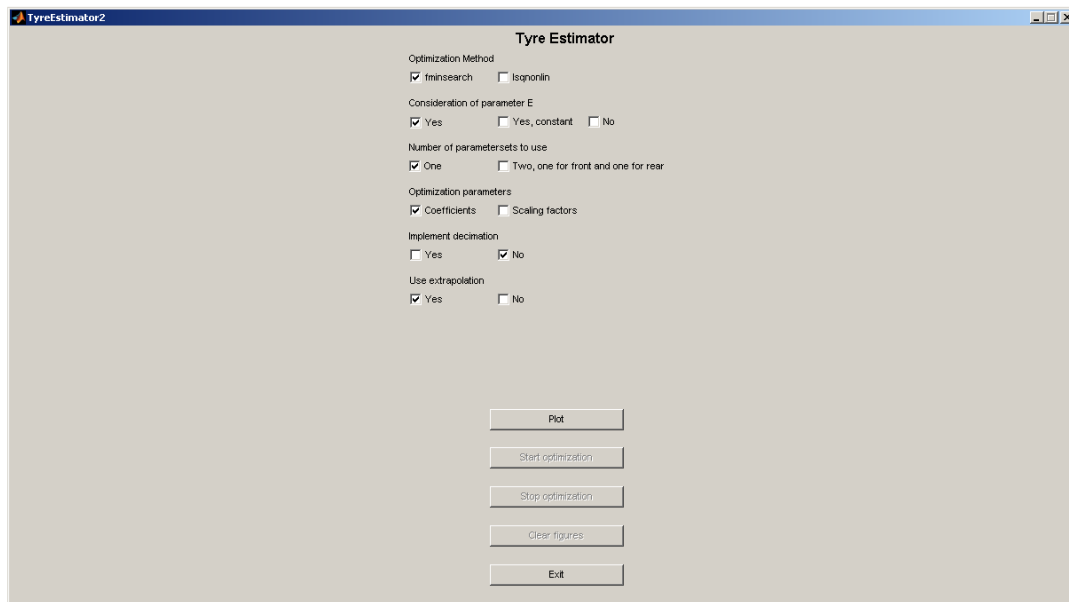 TyreEstimator2
Tyre Estimator
Optimization Method
fminsearch lsqnonlin
Consideration of parameter E
Yes Yes, constant No
Number of parametersets to use
One Two, one for front and one for rear
Optimization parameters
Coefficients Scaling factors
Implement decimation
Yes No
Use extrapolation
Yes No
Plot
Start optimization
Stop optimization
Clear figures
Exit